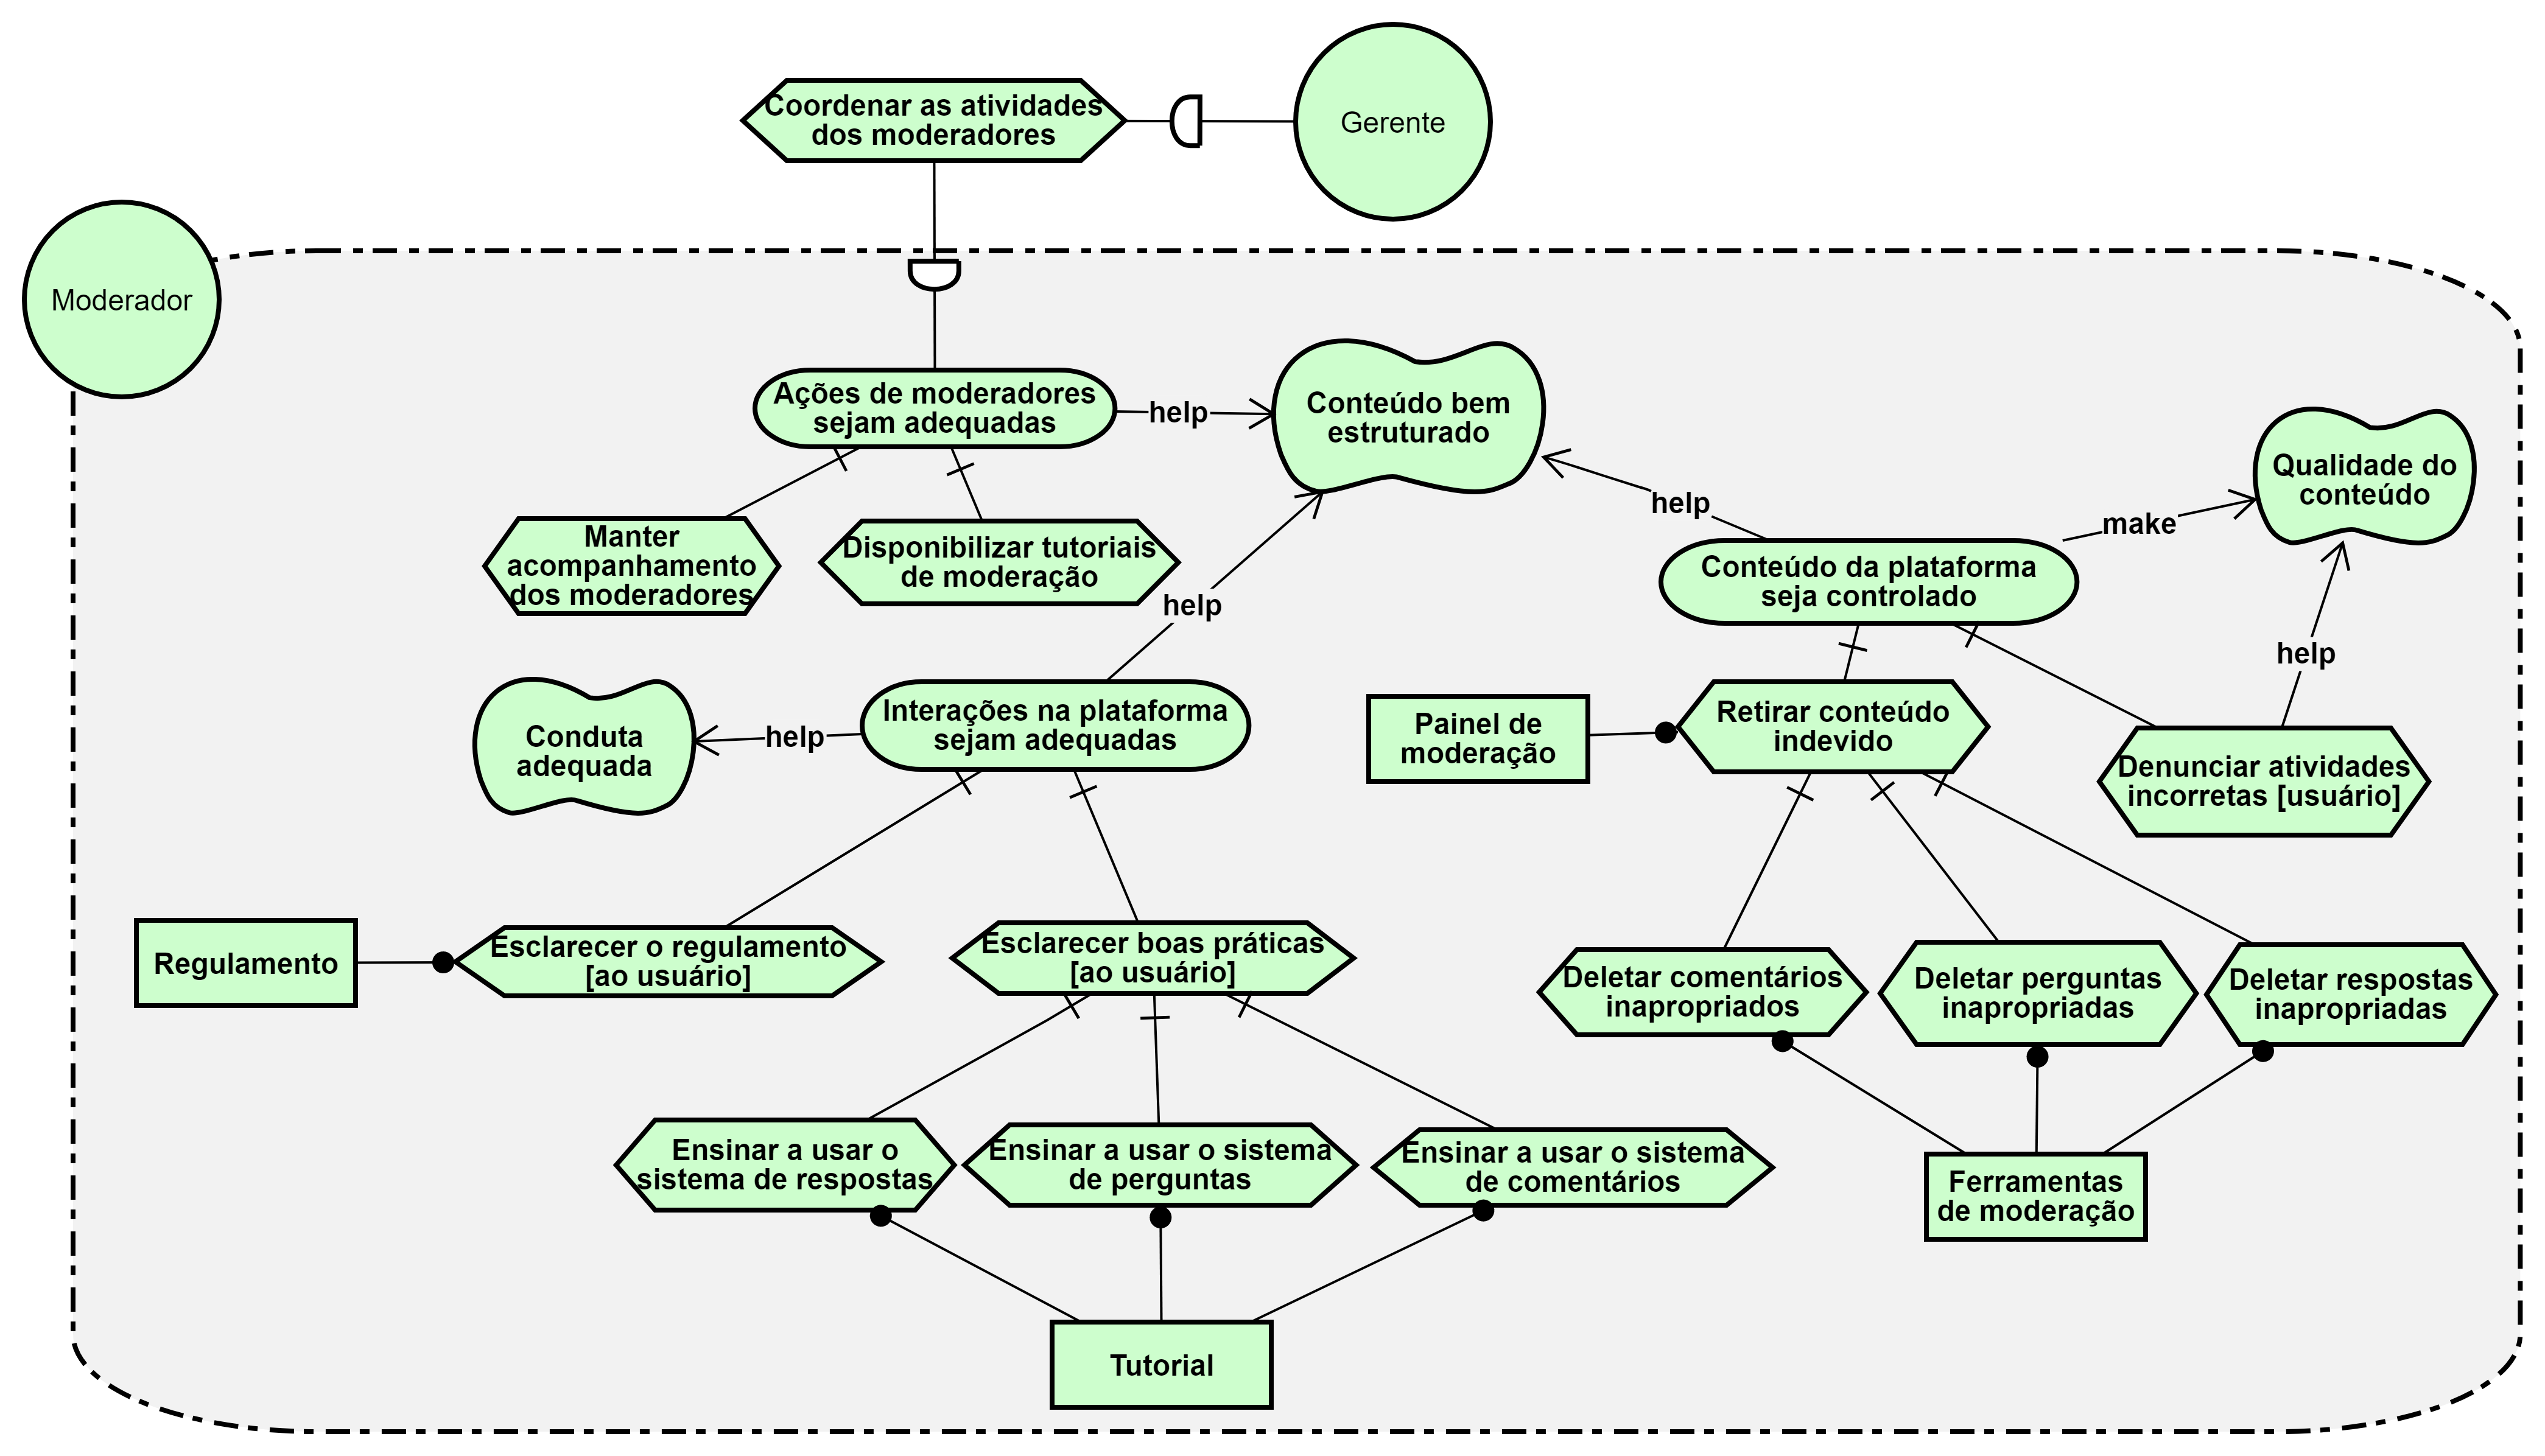 Coordenar as atividades
dos moderadores
Gerente
Moderador
Ações de moderadores
sejam adequadas
help
Conteúdo bem
estruturado
help
Qualidade do
conteúdo
make
Manter
acompanhamento
dos moderadores
Disponibilizar tutoriais
de moderação
help
Conteúdo da plataforma
seja controlado
help
Conduta
adequada
help
Interações na plataforma
sejam adequadas
Painel de
moderação
Retirar conteúdo
indevido
Denunciar atividades
incorretas [usuário]
Regulamento
Esclarecer o regulamento
[ao usuário]
Esclarecer boas práticas
[ao usuário]
Deletar comentários
inapropriados
Deletar perguntas
inapropriadas
Deletar respostas
inapropriadas
Ensinar a usar o
sistema de respostas
Ensinar a usar o sistema
de perguntas
Ensinar a usar o sistema
de comentários
Ferramentas
de moderação
Tutorial